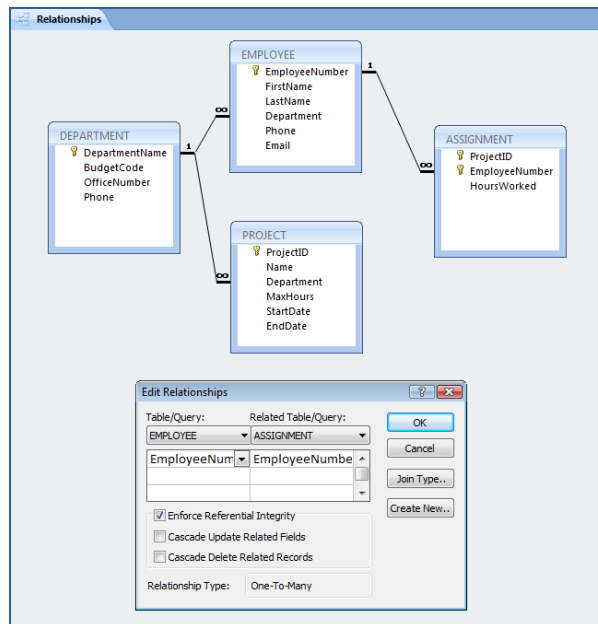 Relationships
EMPLOYEE
EmployeeNumber
FirstName
LastName
Department
Phone
Email
1
∞
DEPARTMENT
DepartmentName
BudgetCode
OfficeNumber
Phone
1
ASSIGNMENT
ProjectID
EmployeeNumber
HoursWorked
∞
PROJECT
ProjectID
Name
Department
MaxHours
StartDate
EndDate
∞
Edit Relationships
?
Table/Query: Related Table/Query:
EMPLOYEE ASSIGNMENT
EmployeeNum EmployeeNumbe
OK
Cancel
Join Type..
Create New..
Enforce Referential Integrity
Cascade Update Related Fields
Cascade Delete Related Records
Relationship Type: One-To-Many